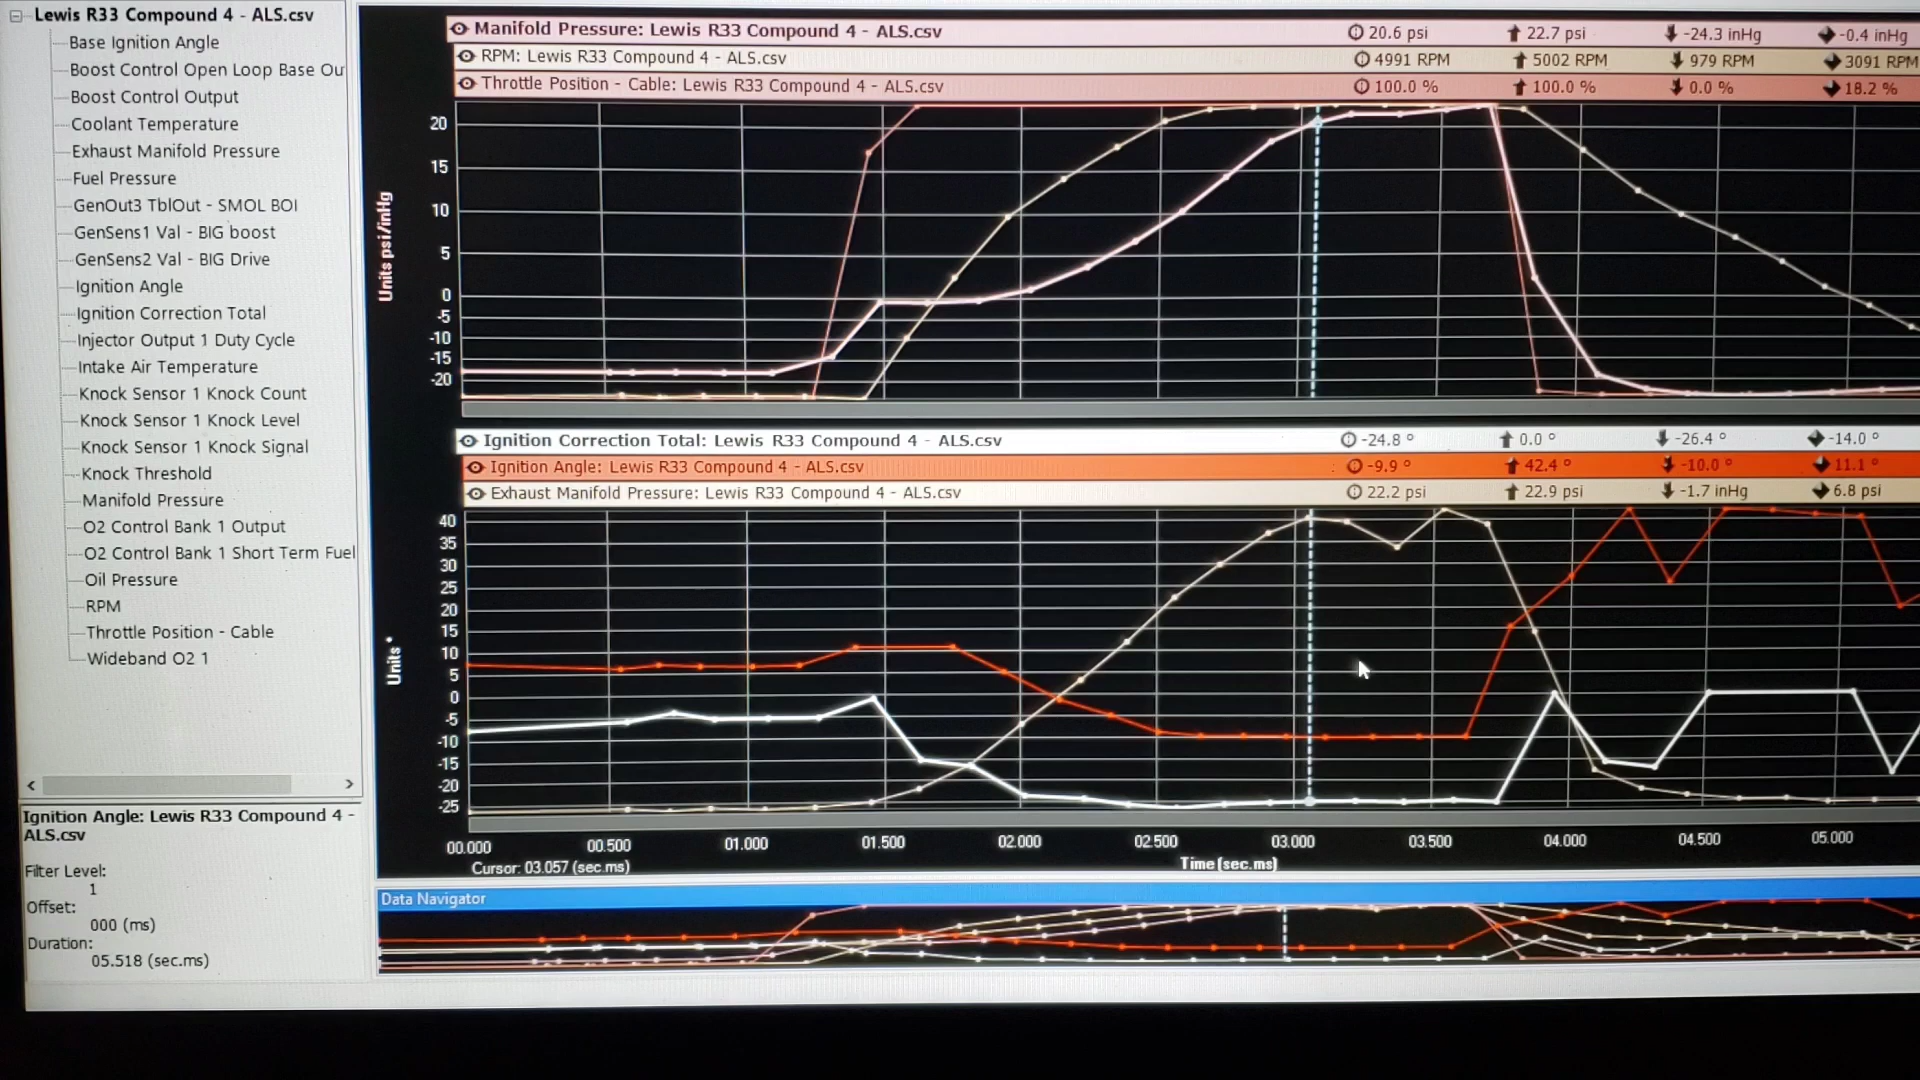 Lewis R33 Compound 4 - ALS.csv
Base Ignition Angle
Boost Control Open Loop Base Ou
Boost Control Output
Coolant Temperature
Exhaust Manifold Pressure
Fuel Pressure
GenOut3 TblOut - SMOL BOI
GenSens1 Val - BIG boost
GenSens2 Val - BIG Drive
Ignition Angle
Ignition Correction Total
Injector Output 1 Duty Cycle
Intake Air Temperature
Knock Sensor 1 Knock Count
Knock Sensor 1 Knock Level
Knock Sensor 1 Knock Signal
Knock Threshold
Manifold Pressure
O2 Control Bank 1 Output
O2 Control Bank 1 Short Term Fuel
Oil Pressure
RPM
Throttle Position - Cable
Wideband O2 1
Ignition Angle: Lewis R33 Compound 4 -
ALS.csv
Filter Level:
1
Offset:
000 (ms)
Duration:
05.518 (sec.ms)
Manifold Pressure: Lewis R33 Compound 4 - ALS.csv 20.6 psi 22.7 psi -24.3 inHg -0.4 inHg
RPM: Lewis R33 Compound 4 - ALS.csv 4991 RPM 5002 RPM 979 RPM 3091 RPM
Throttle Position - Cable: Lewis R33 Compound 4 - ALS.csv 100.0 % 100.0 % 0.0 % 18.2 %
Units psi/inHg
20
15
10
5
0
-5
-10
-15
-20
Ignition Correction Total: Lewis R33 Compound 4 - ALS.csv -24.8 ° 0.0 ° -26.4 ° -14.0 °
Ignition Angle: Lewis R33 Compound 4 - ALS.csv -9.9 ° 42.4 ° -10.0 ° 11.1 °
Exhaust Manifold Pressure: Lewis R33 Compound 4 - ALS.csv 22.2 psi 22.9 psi -1.7 inHg 6.8 psi
Units °
40
35
30
25
20
15
10
5
0
-5
-10
-15
-20
-25
00.000 00.500 01.000 01.500 02.000 02.500 03.000 03.500 04.000 04.500 05.000
Cursor: 03.057 (sec.ms) Time(sec.ms)
Data Navigator